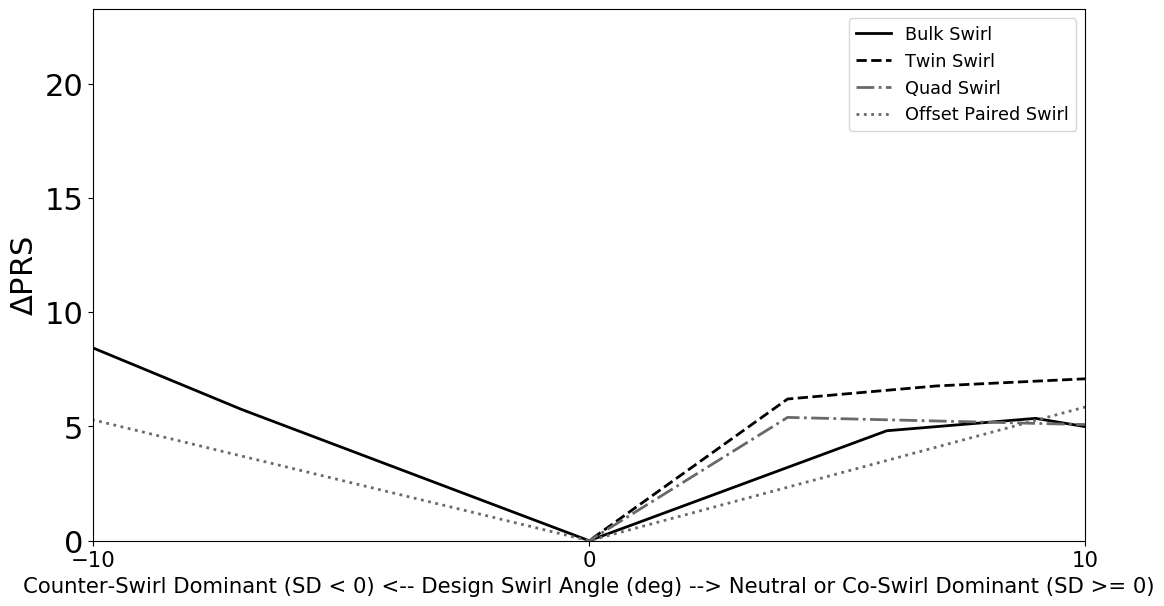 Bulk Swirl
Twin Swirl
Quad Swirl
Offset Paired Swirl
ΔPRS
20
15
10
5
0
−10
0
10
Counter-Swirl Dominant (SD < 0) <-- Design Swirl Angle (deg) --> Neutral or Co-Swirl Dominant (SD >= 0)